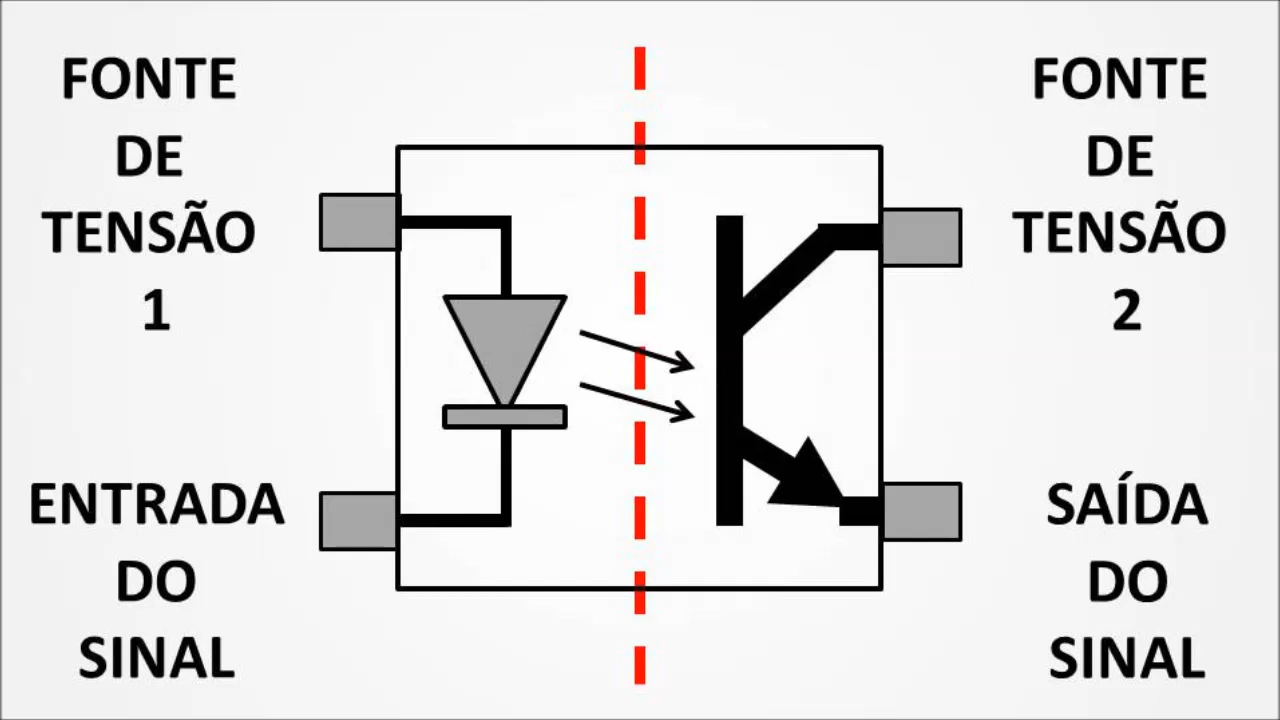 FONTE
DE
TENSÃO
1
ENTRADA
DO
SINAL
FONTE
DE
TENSÃO
2
SAÍDA
DO
SINAL